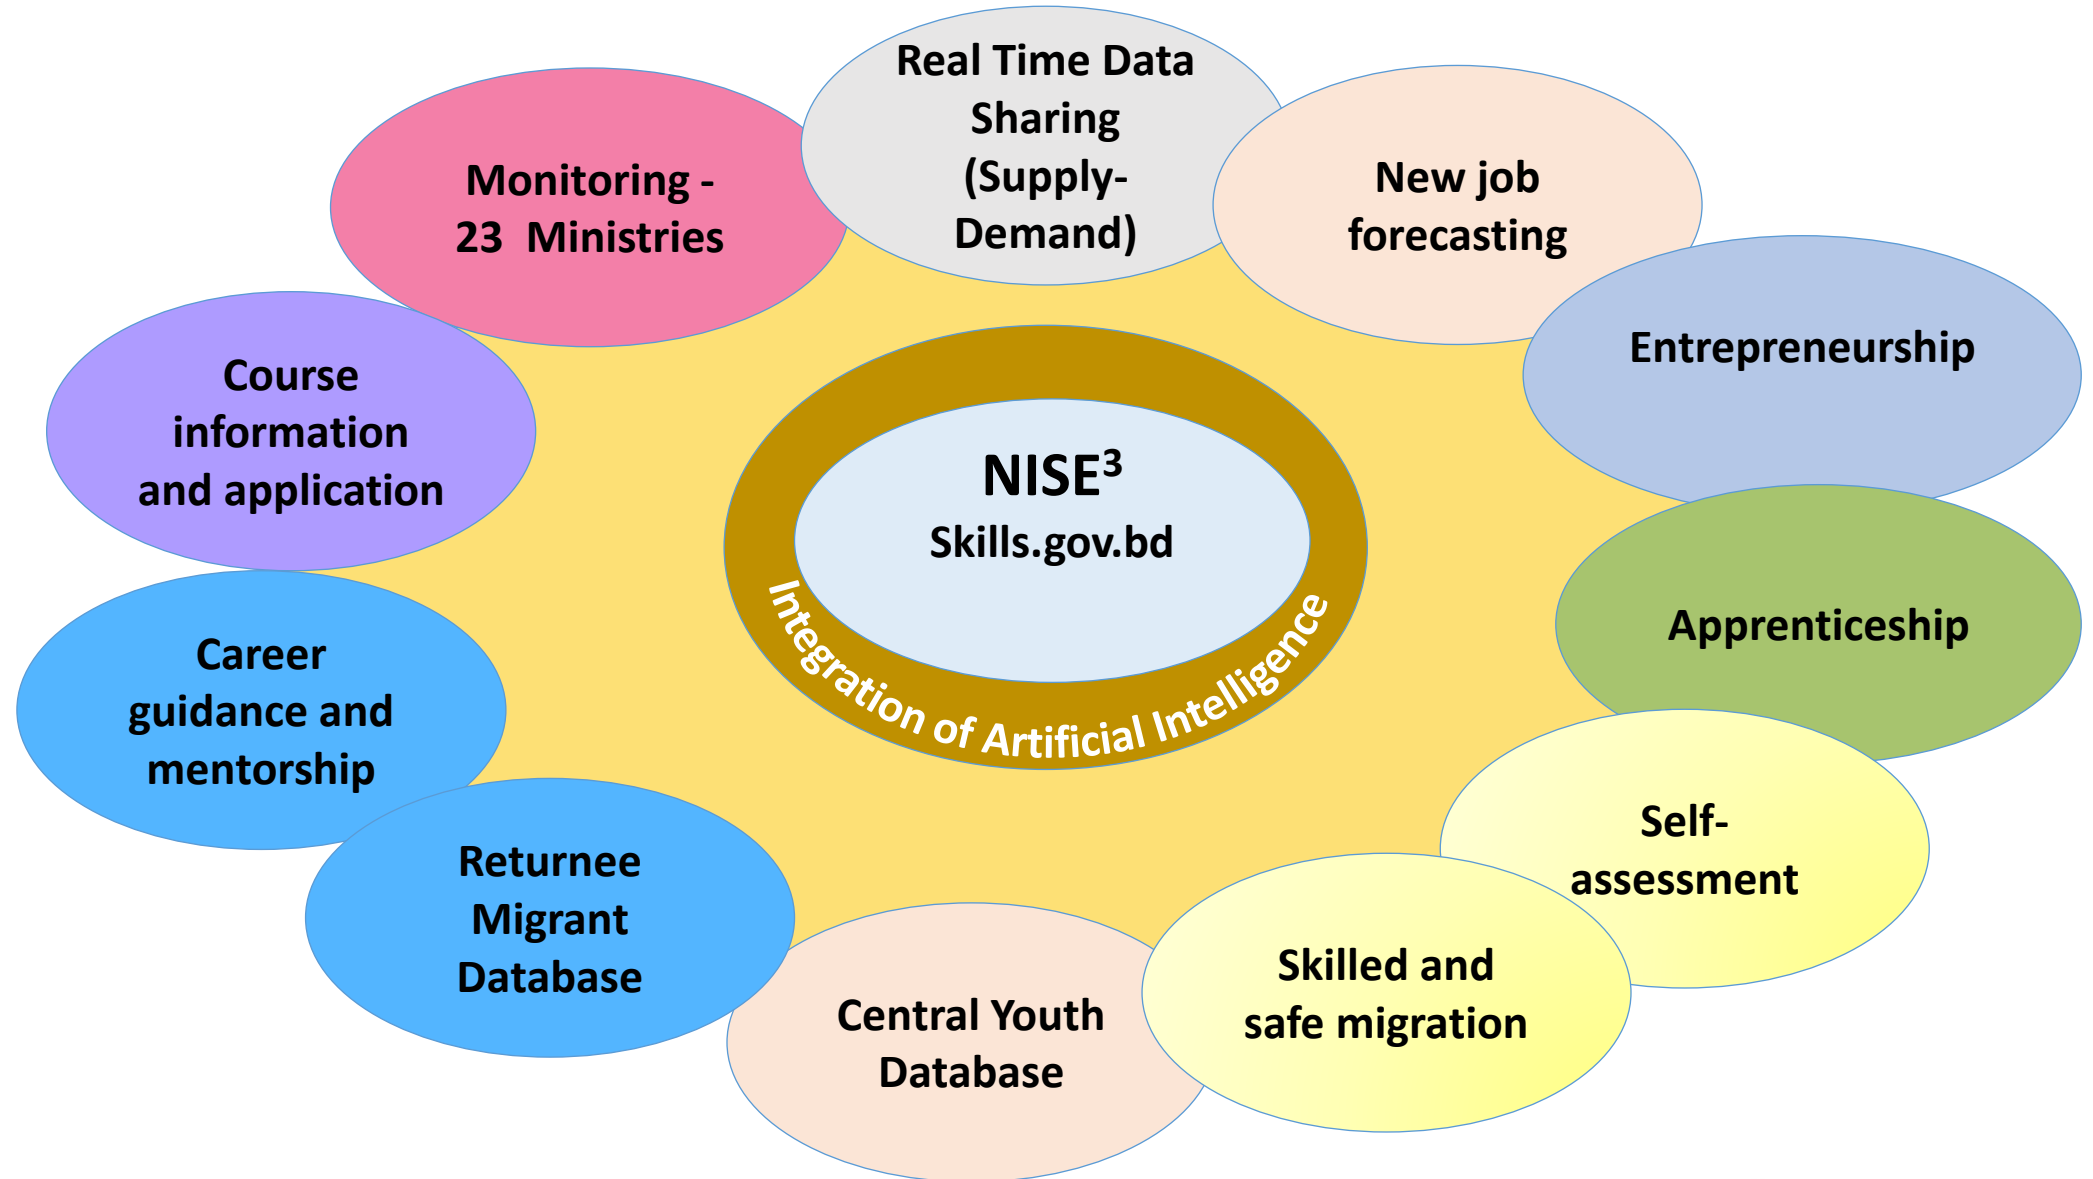 Real Time Data
Sharing
(Supply-
Demand)
Monitoring -
23 Ministries
New job
forecasting
Entrepreneurship
Course
information
and application
NISE³
Skills.gov.bd
Integration of Artificial Intelligence
Apprenticeship
Career
guidance and
mentorship
Self-
assessment
Returnee
Migrant
Database
Skilled and
safe migration
Central Youth
Database